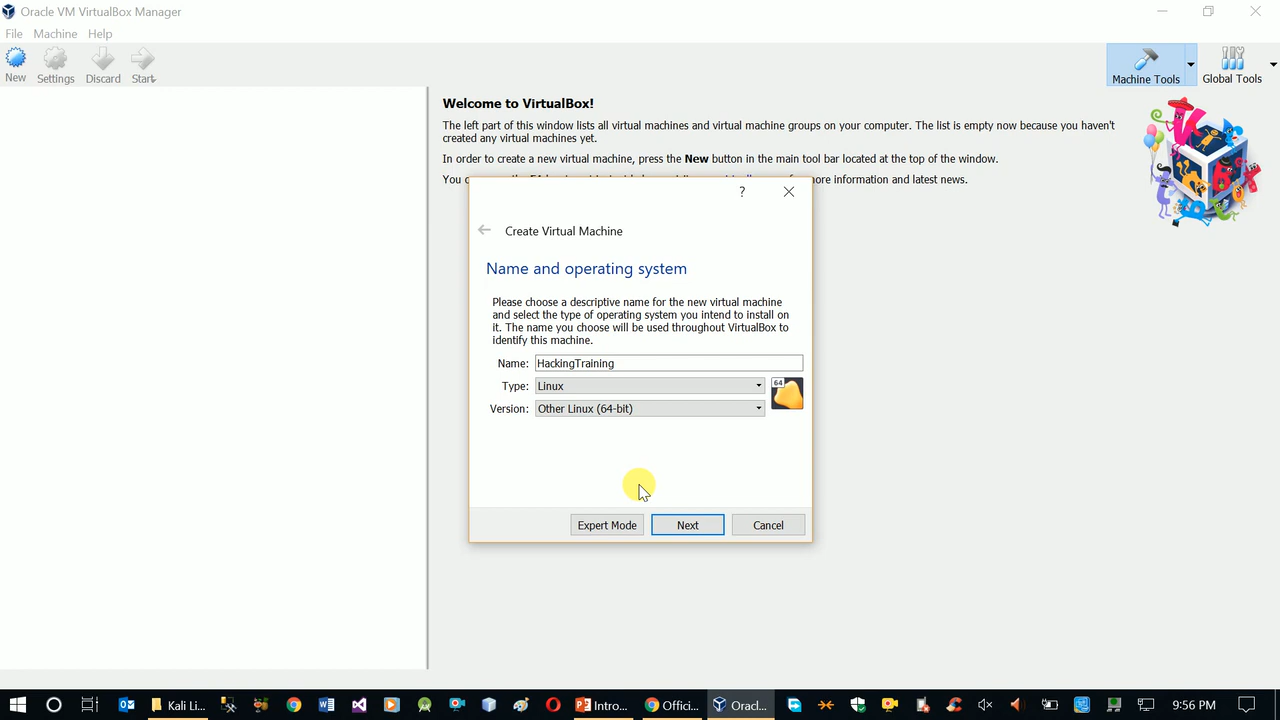 Oracle VM VirtualBox Manager
File Machine Help
New Settings Discard Start
Machine Tools Global Tools
Welcome to VirtualBox!
The left part of this window lists all virtual machines and virtual machine groups on your computer. The list is empty now because you haven't
created any virtual machines yet.
In order to create a new virtual machine, press the New button in the main tool bar located at the top of the window.
You more information and latest news.
?
Create Virtual Machine
Name and operating system
Please choose a descriptive name for the new virtual machine
and select the type of operating system you intend to install on
it. The name you choose will be used throughout VirtualBox to
identify this machine.
Name: HackingTraining
Type: Linux
64
Version: Other Linux (64-bit)
Expert Mode Next Cancel
Kali Li... Intro... Offici... Oracl... 9:56 PM